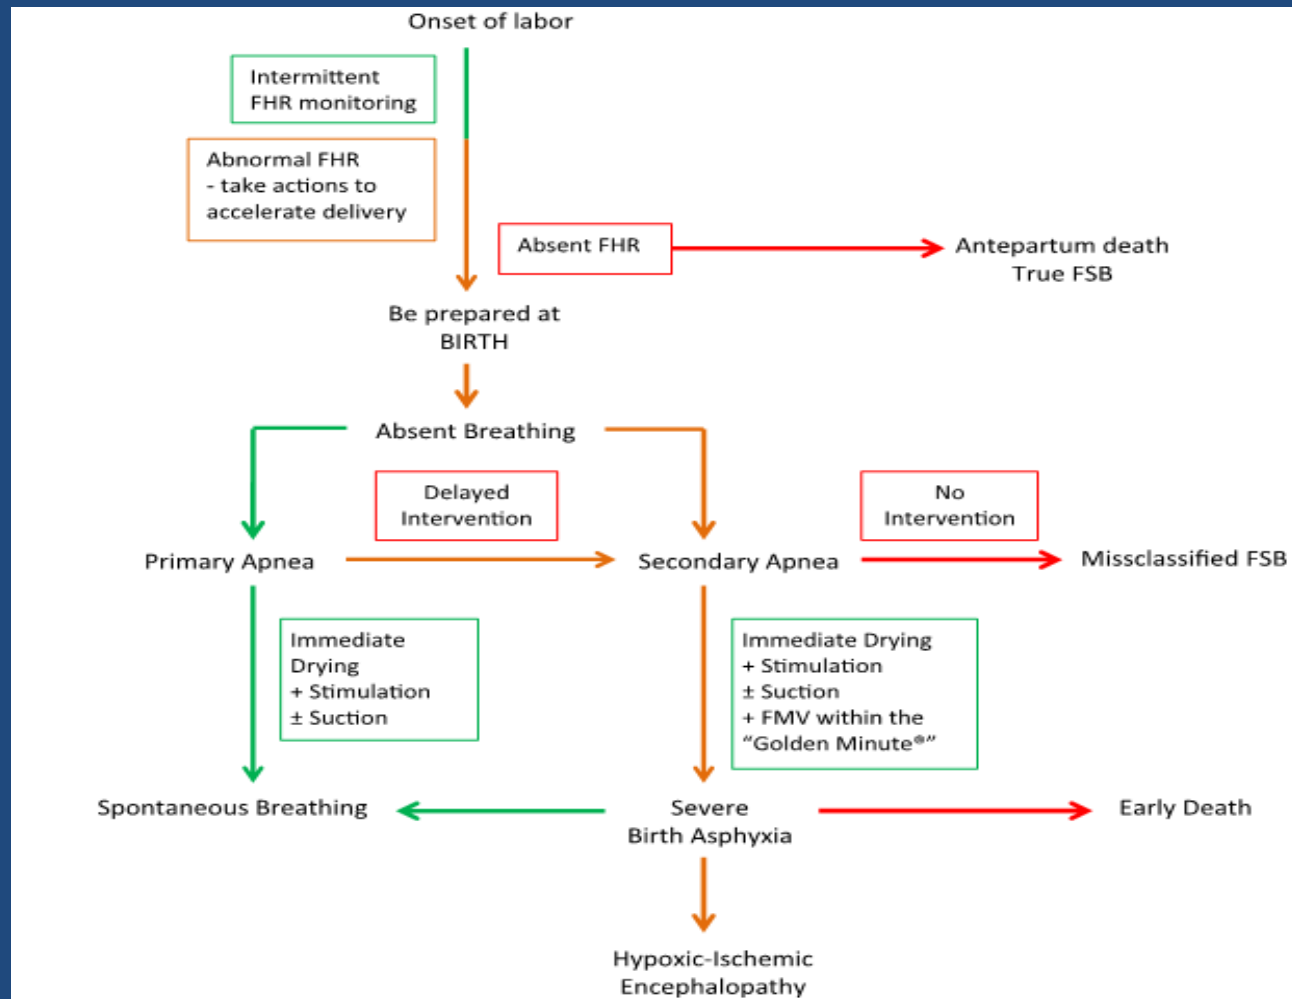 Onset of labor
Intermittent
FHR monitoring
Abnormal FHR
- take actions to
accelerate delivery
Absent FHR
Antepartum death
True FSB
Be prepared at
BIRTH
Absent Breathing
Delayed
Intervention
No
Intervention
Primary Apnea
Secondary Apnea
Missclassified FSB
Immediate
Drying
+ Stimulation
± Suction
Immediate Drying
+ Stimulation
± Suction
+ FMV within the
“Golden Minute®”
Spontaneous Breathing
Severe
Birth Asphyxia
Early Death
Hypoxic-Ischemic
Encephalopathy